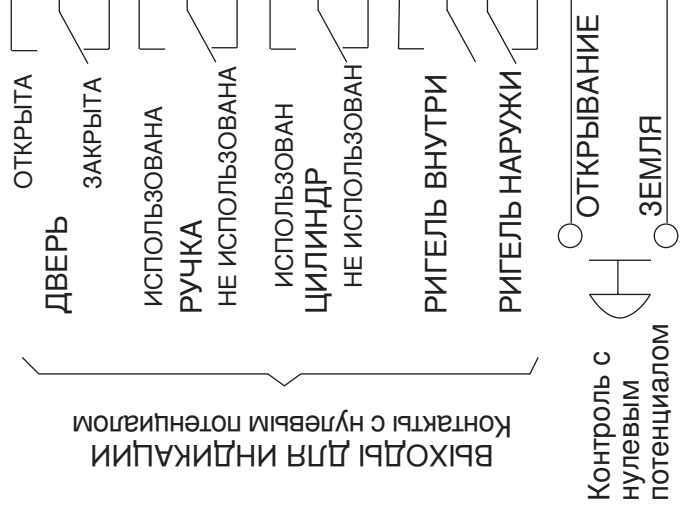 ОТКРЫТА
ДВЕРЬ
ЗАКРЫТА
ИСПОЛЬЗОВАНА
РУЧКА
НЕ ИСПОЛЬЗОВАНА
ИСПОЛЬЗОВАН
ЦИЛИНДР
НЕ ИСПОЛЬЗОВАН
РИГЕЛЬ ВНУТРИ
РИГЕЛЬ НАРУЖИ
ОТКРЫВАНИЕ
ЗЕМЛЯ
ВЫХОДЫ ДЛЯ ИНДИКАЦИИ
Контакты с нулевым потенциалом
Контроль с
нулевым
потенциалом